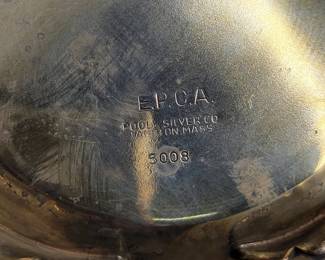 E.P.C.A.
POOLE SILVER CO
TAUNTON, MASS
5008